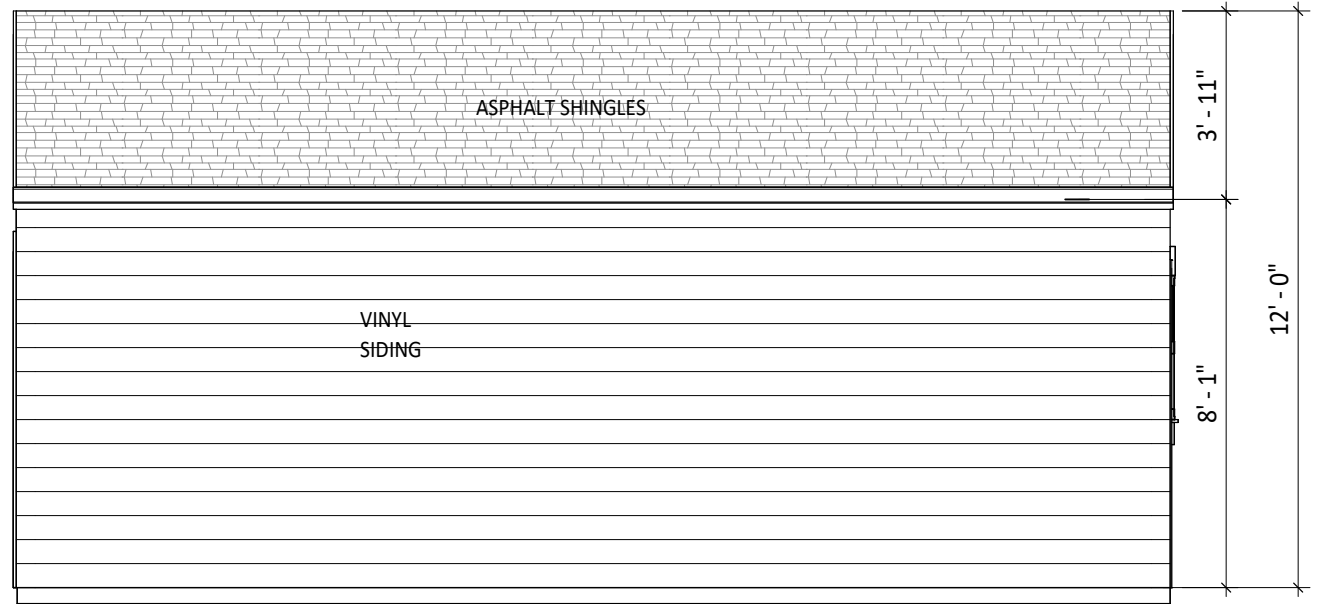 ASPHALT SHINGLES
3' - 11"
12' - 0"
VINYL
SIDING
8' - 1"